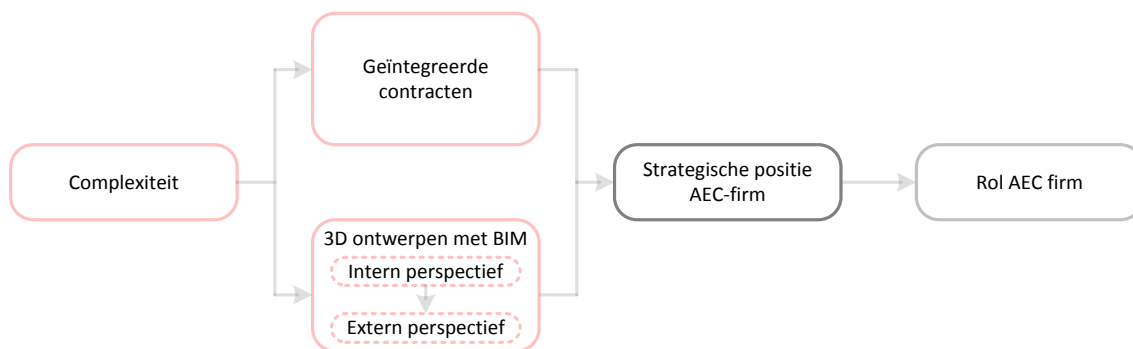 Complexiteit
Geïntegreerde
contracten
3D ontwerpen met BIM
Intern perspectief
Extern perspectief
Strategische positie
AEC-firm
Rol AEC firm